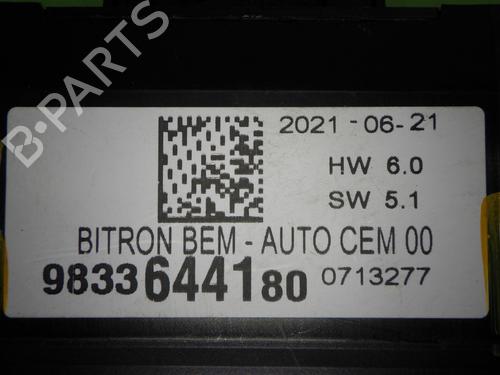 B-PARTS
2021-06-21
HW 6.0
SW 5.1
BITRON BEM - AUTO CEM 00
9833644180 0713277